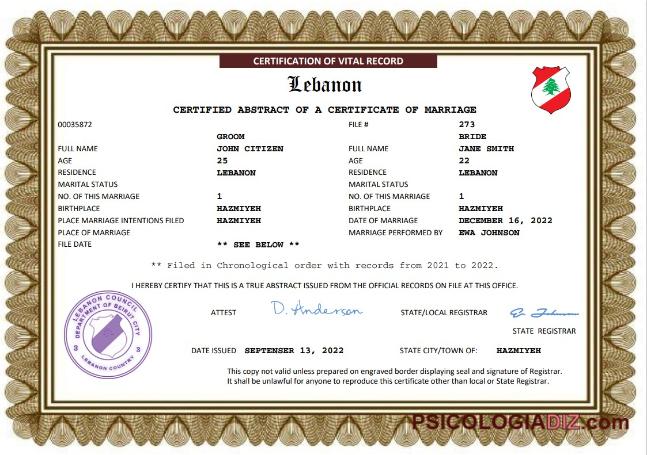 CERTIFICATION OF VITAL RECORD
Lebanon
CERTIFIED ABSTRACT OF A CERTIFICATE OF MARRIAGE
00035872 FILE # 273
GROOM BRIDE
FULL NAME JOHN CITIZEN FULL NAME JANE SMITH
AGE 25 AGE 22
RESIDENCE LEBANON RESIDENCE LEBANON
MARITAL STATUS MARITAL STATUS
NO. OF THIS MARRIAGE 1 NO. OF THIS MARRIAGE 1
BIRTHPLACE HAZMIYEH BIRTHPLACE HAZMIYEH
PLACE MARRIAGE INTENTIONS FILED HAZMIYEH DATE OF MARRIAGE DECEMBER 16, 2022
PLACE OF MARRIAGE MARRIAGE PERFORMED BY EWA JOHNSON
FILE DATE ** SEE BELOW **
** Filed in Chronological order with records from 2021 to 2022.
I HEREBY CERTIFY THAT THIS IS A TRUE ABSTRACT ISSUED FROM THE OFFICIAL RECORDS ON FILE AT THIS OFFICE.
LEBANON COUNCIL
DEPARTMENT OF BEIRUT CITY
LEBANON COUNTRY
ATTEST D. Anderson STATE/LOCAL REGISTRAR
STATE REGISTRAR
DATE ISSUED SEPTENSER 13, 2022 STATE CITY/TOWN OF: HAZMIYEH
This copy not valid unless prepared on engraved border displaying seal and signature of Registrar.
It shall be unlawful for anyone to reproduce this certificate other than local or State Registrar.
PSICOLOGIADIZ.com